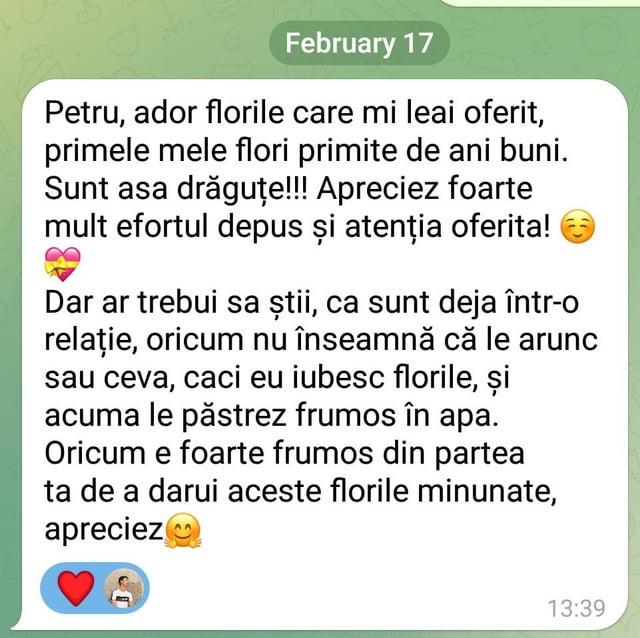 February 17
Petru, ador florile care mi leai oferit,
primele mele flori primite de ani buni.
Sunt asa drăguțe!!! Apreciez foarte
mult efortul depus și atenția oferita! ☺️
💝
Dar ar trebui sa știi, ca sunt deja într-o
relație, oricum nu înseamnă că le arunc
sau ceva, caci eu iubesc florile, și
acuma le păstrez frumos în apa.
Oricum e foarte frumos din partea
ta de a darui aceste florile minunate,
apreciez🤗
13:39